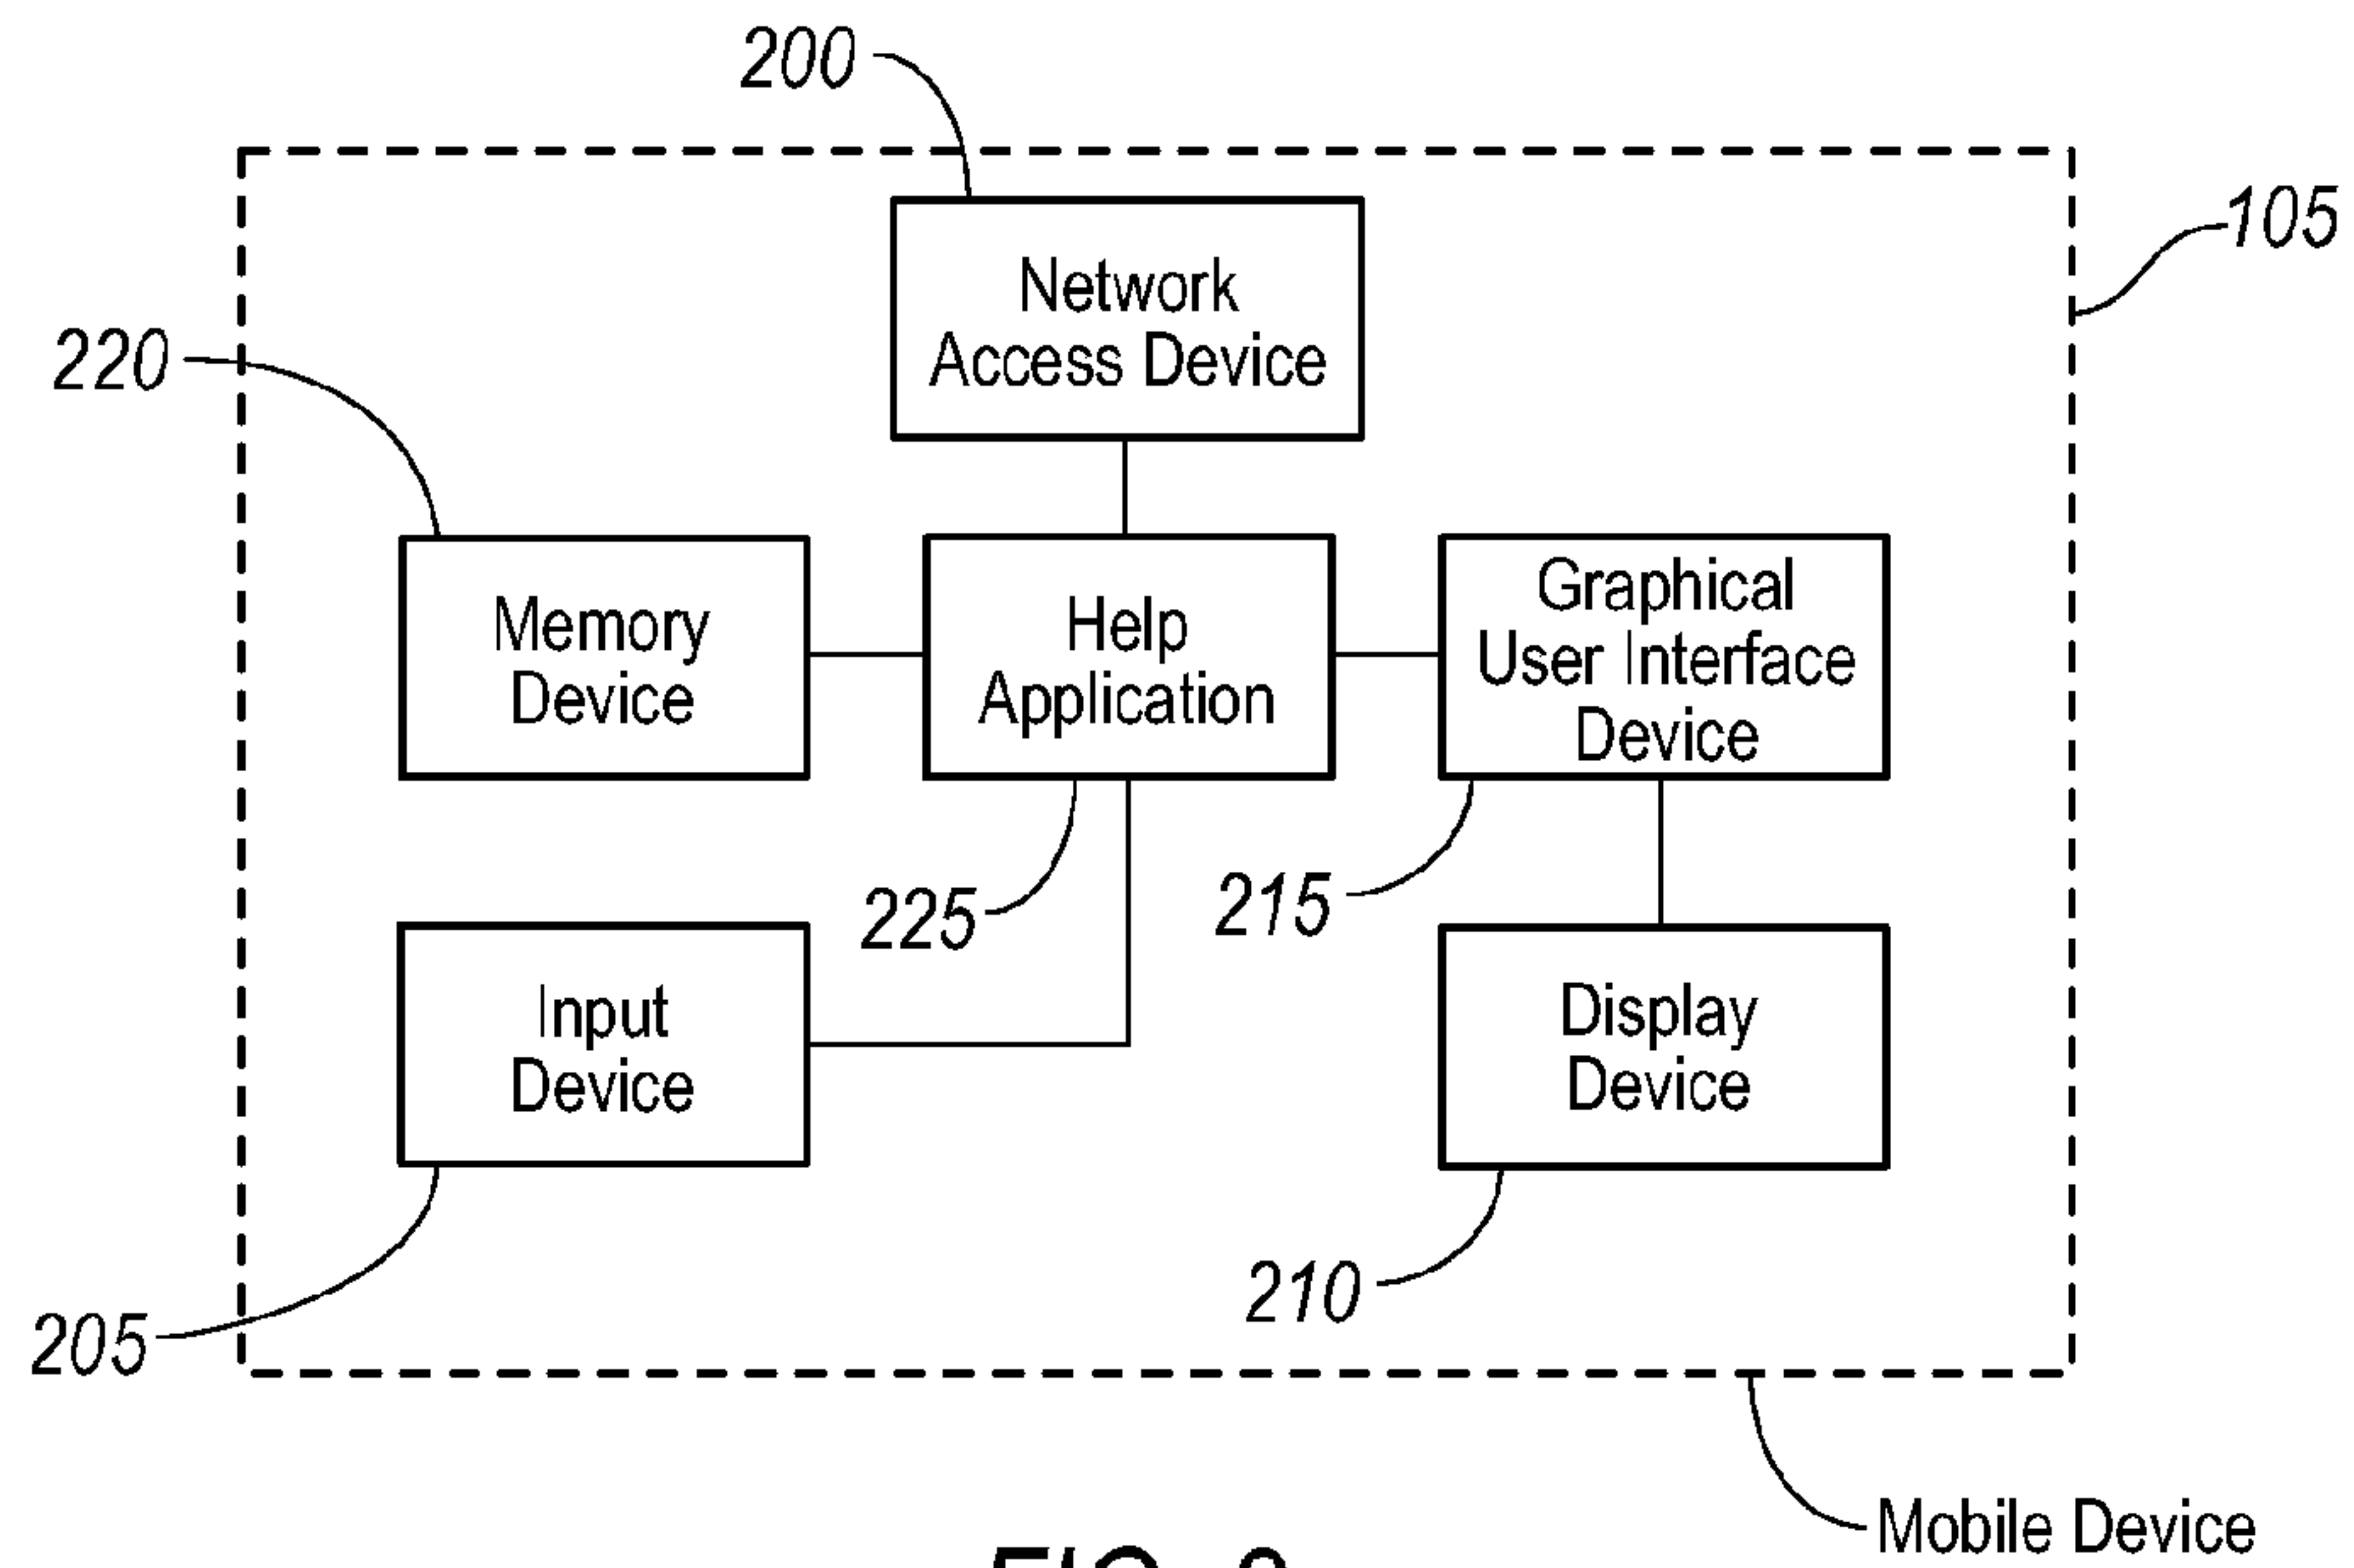 200
105
Network
Access Device
220
Memory
Device
Help
Application
Graphical
User Interface
Device
225
215
Input
Device
Display
Device
210
205
Mobile Device